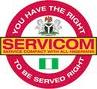 YOU HAVE THE RIGHT
SERVICOM
SERVICE COMPACT WITH ALL NIGERIANS
TO BE SERVED RIGHT